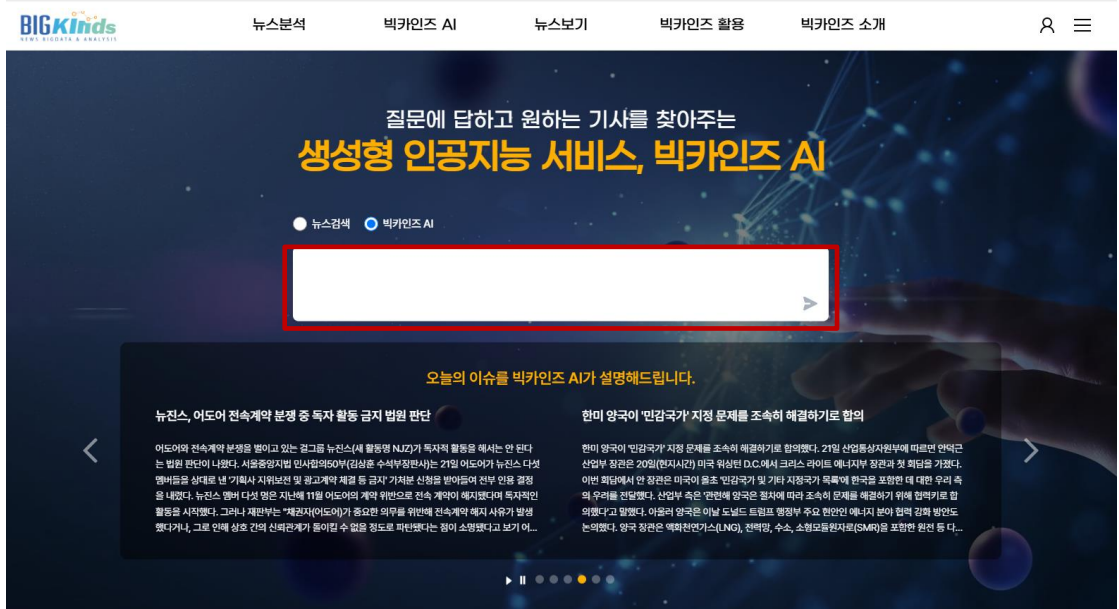 BIGKinds
NEWS BIGDATA & ANALYSIS
뉴스분석
빅카인즈 AI
뉴스보기
빅카인즈 활용
빅카인즈 소개
질문에 답하고 원하는 기사를 찾아주는
생성형 인공지능 서비스, 빅카인즈 AI
뉴스검색
빅카인즈 AI
오늘의 이슈를 빅카인즈 AI가 설명해드립니다.
뉴진스, 어도어 전속계약 분쟁 중 독자 활동 금지 법원 판단
어도어와 전속계약 분쟁을 벌이고 있는 걸그룹 뉴진스(새 활동명 NJZ)가 독자적 활동을 해서는 안 된다
는 법원 판단이 나왔다. 서울중앙지법 민사합의50부(김상훈 수석부장판사)는 21일 어도어가 뉴진스 다섯
멤버들을 상대로 낸 '기획사 지위보전 및 광고계약 체결 등 금지' 가처분 신청을 받아들여 전부 인용 결정
을 내렸다. 뉴진스 멤버 다섯 명은 지난해 11월 어도어의 계약 위반으로 전속 계약이 해지됐다며 독자적인
활동을 시작했다. 그러나 재판부는 "채권자(어도어)가 중요한 의무를 위반해 전속계약 해지 사유가 발생
했다거나, 그로 인해 상호 간의 신뢰관계가 돌이킬 수 없을 정도로 파탄됐다는 점이 소명됐다고 보기 어...
한미 양국이 '민감국가' 지정 문제를 조속히 해결하기로 합의
한미 양국이 '민감국가' 지정 문제를 조속히 해결하기로 합의했다. 21일 산업통상자원부에 따르면 안덕근
산업부 장관은 20일(현지시간) 미국 워싱턴 D.C.에서 크리스 라이트 에너지부 장관과 첫 회담을 가졌다.
이번 회담에서 안 장관은 미국이 올초 '민감국가 및 기타 지정국가 목록'에 한국을 포함한 데 대한 우리 측
의 우려를 전달했다. 산업부 측은 "관련해 양국은 절차에 따라 조속히 문제를 해결하기 위해 협력키로 합
의했다"고 말했다. 아울러 양국은 이날 도널드 트럼프 행정부 주요 현안인 에너지 분야 협력 강화 방안도
논의했다. 양국 장관은 액화천연가스(LNG), 전력망, 수소, 소형모듈원자로(SMR)을 포함한 원전 등 다...